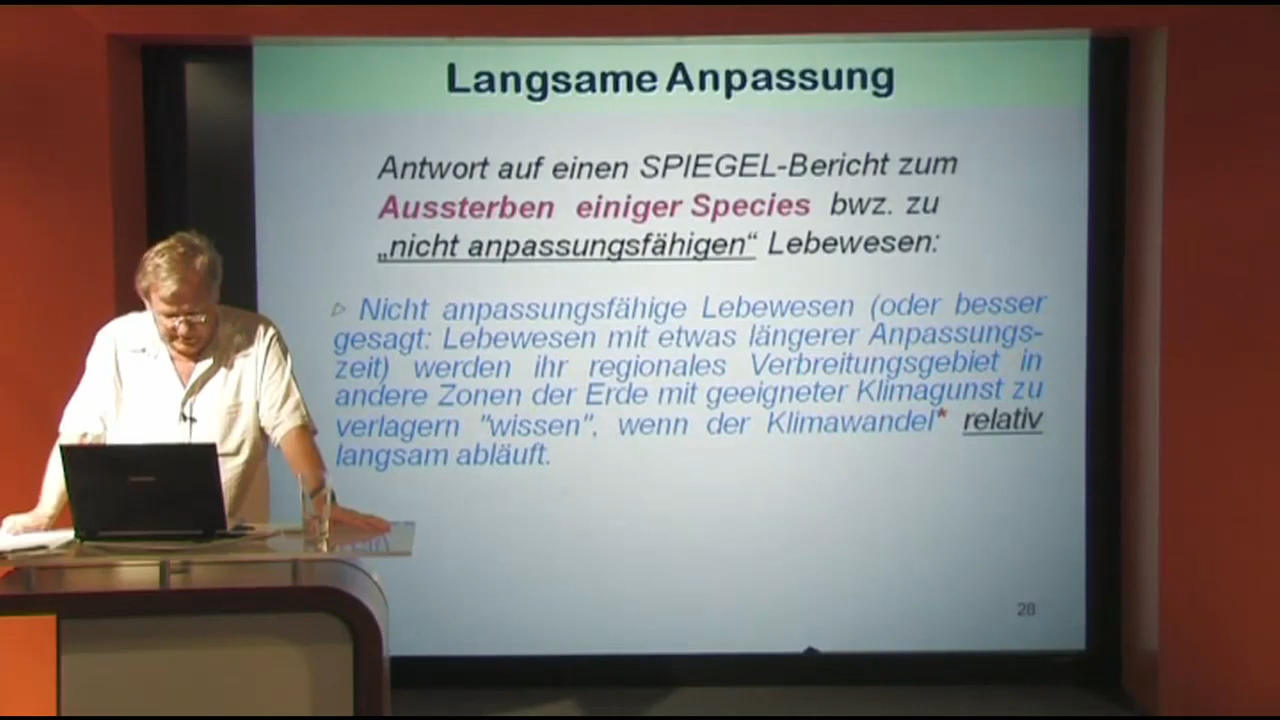 Langsame Anpassung
Antwort auf einen SPIEGEL-Bericht zum
Aussterben einiger Species bwz. zu
„nicht anpassungsfähigen“ Lebewesen:
▷ Nicht anpassungsfähige Lebewesen (oder besser
gesagt: Lebewesen mit etwas längerer Anpassungs-
zeit) werden ihr regionales Verbreitungsgebiet in
andere Zonen der Erde mit geeigneter Klimagunst zu
verlagern "wissen", wenn der Klimawandel* relativ
langsam abläuft.
28